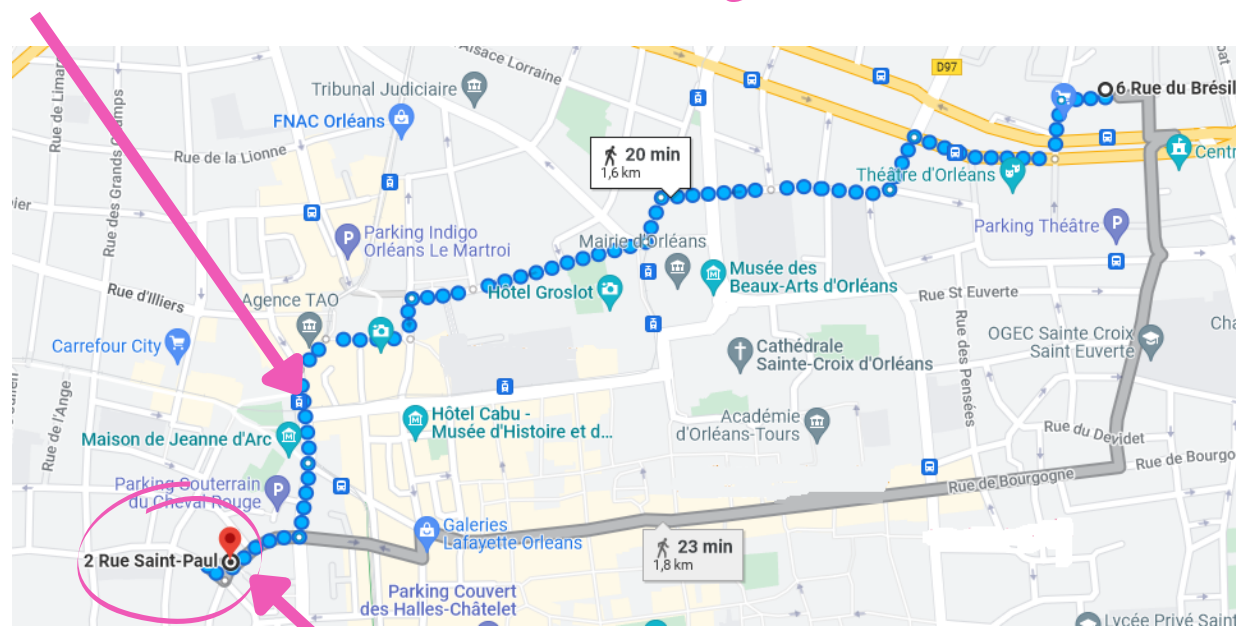 Alsace Lorraine
D97
Tribunal Judiciaire
6 Rue du Brésil
FNAC Orléans
Rue de Limar
Rue des Grands Champs
Rue de la Lionne
20 min
1,6 km
Centr
Théâtre d'Orléans
P Parking Théâtre
P Parking Indigo
Orléans Le Martroi
Mairie d'Orléans
Musée des
Beaux-Arts d'Orléans
Rue d'Illiers
Agence TAO
Hôtel Groslot
Rue St Euverte
Rue des Pensées
OGEC Sainte Croix
Saint Euverte
Cha
Carrefour City
Cathédrale
Sainte-Croix d'Orléans
Rue de l'Ange
Hôtel Cabu -
Musée d'Histoire et d...
Académie
d'Orléans-Tours
Maison de Jeanne d'Arc
Rue du Devidet
Rue de Bourgo
Rue de Bourgogne
Parking Souterrain
du Cheval Rouge
P
Galeries
Lafayette Orleans
23 min
1,8 km
2 Rue Saint-Paul
Parking Couvert
des Halles-Châtelet
Lycée Privé Saint